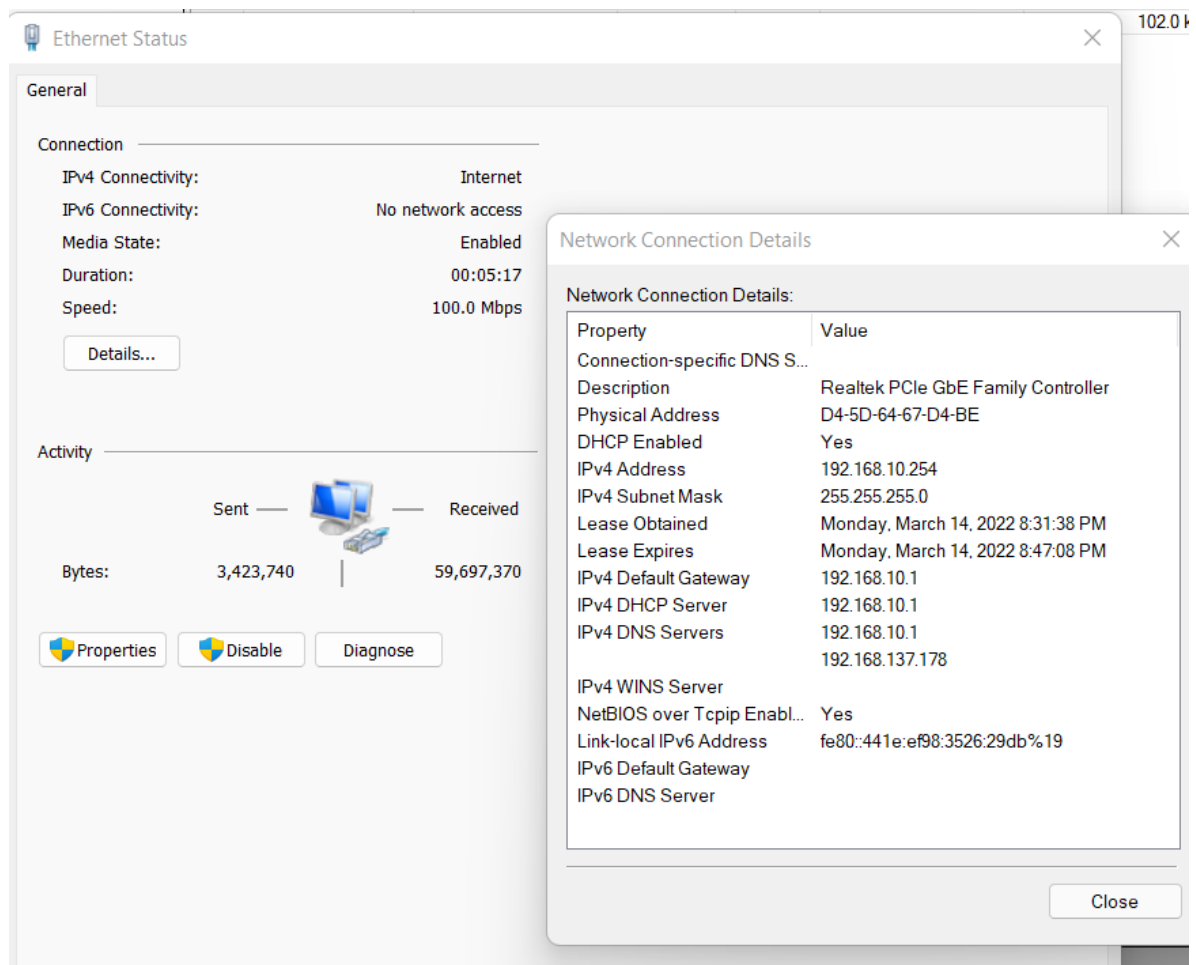 102.0 k
Ethernet Status
General
Connection
IPv4 Connectivity: Internet
IPv6 Connectivity: No network access
Media State: Enabled
Duration: 00:05:17
Speed: 100.0 Mbps
Details...
Activity
Sent Received
Bytes: 3,423,740 59,697,370
Properties Disable Diagnose
Network Connection Details
Network Connection Details:
Property Value
Connection-specific DNS S...
Description Realtek PCIe GbE Family Controller
Physical Address D4-5D-64-67-D4-BE
DHCP Enabled Yes
IPv4 Address 192.168.10.254
IPv4 Subnet Mask 255.255.255.0
Lease Obtained Monday, March 14, 2022 8:31:38 PM
Lease Expires Monday, March 14, 2022 8:47:08 PM
IPv4 Default Gateway 192.168.10.1
IPv4 DHCP Server 192.168.10.1
IPv4 DNS Servers 192.168.10.1
192.168.137.178
IPv4 WINS Server
NetBIOS over Tcpip Enabl... Yes
Link-local IPv6 Address fe80::441e:ef98:3526:29db%19
IPv6 Default Gateway
IPv6 DNS Server
Close